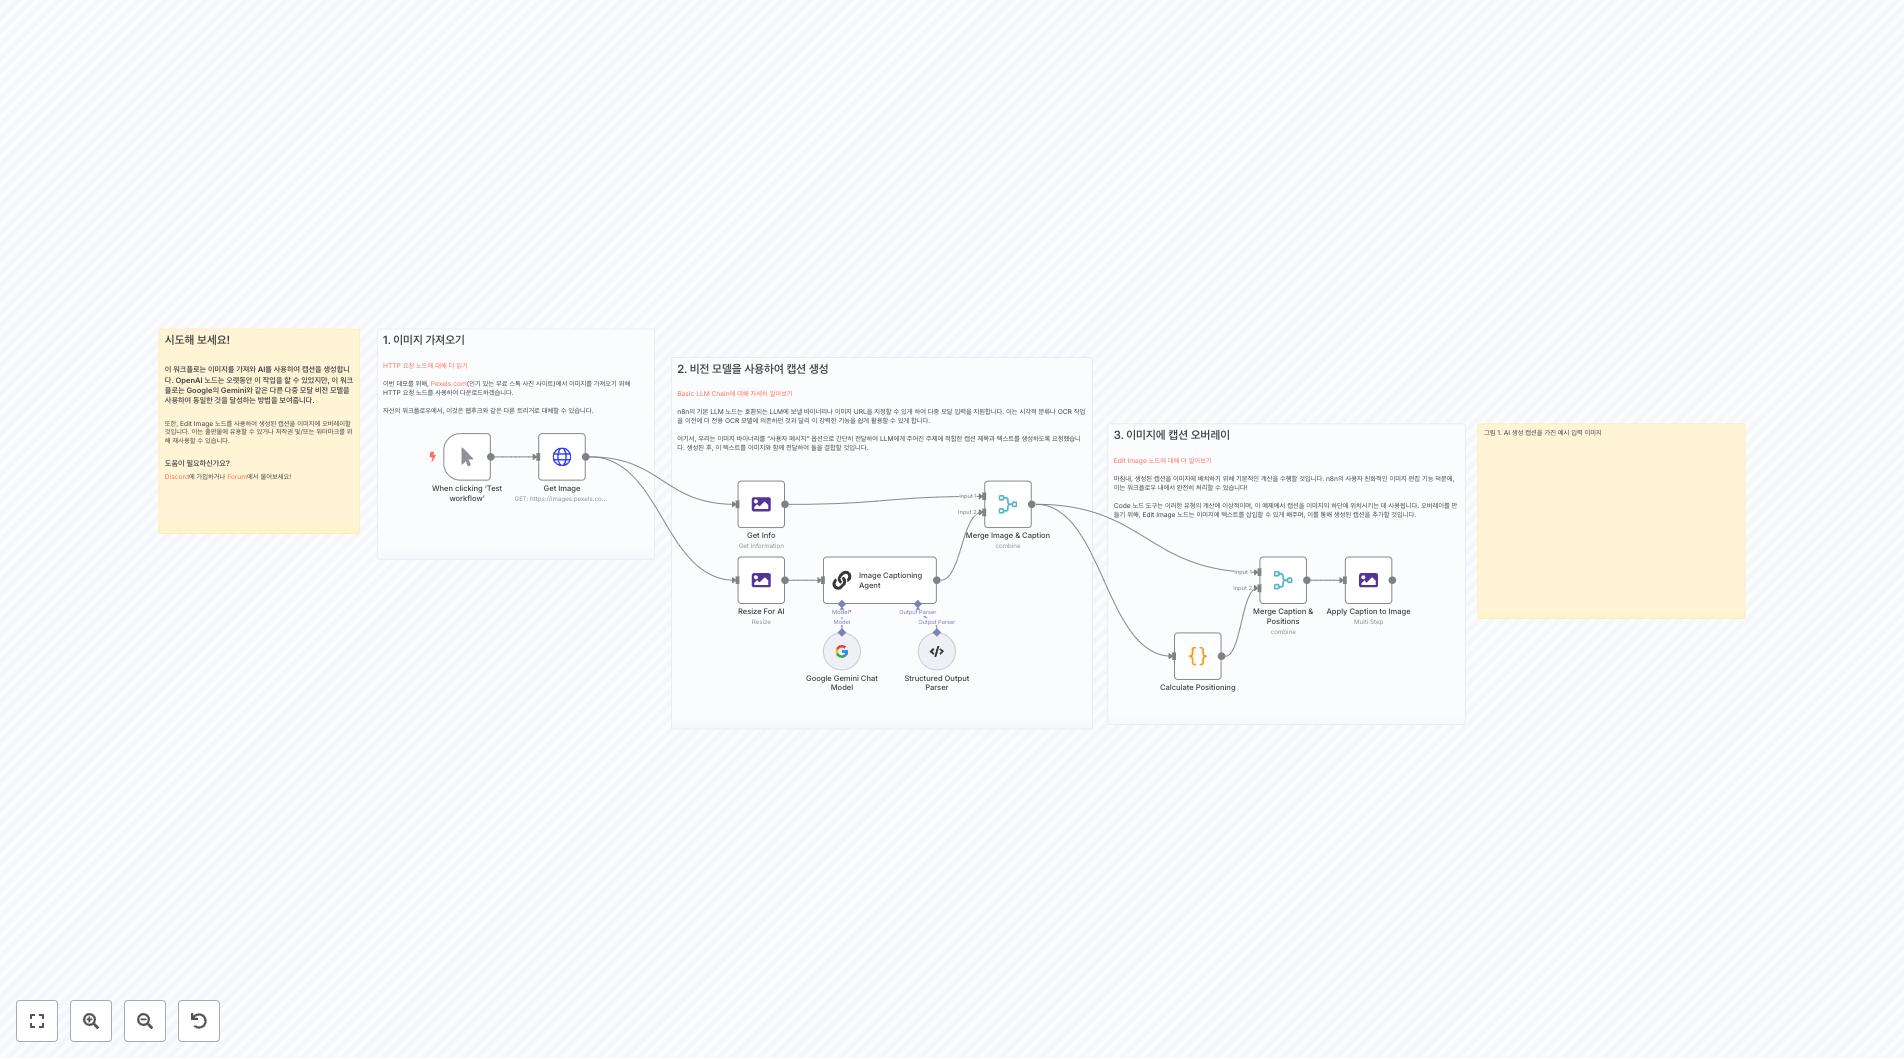 시도해 보세요!
이 워크플로는 이미지를 가져와 AI를 사용하여 캡션을 생성합니
다. OpenAI 노드는 오랫동안 이 작업을 할 수 있었지만, 이 워크
플로는 Google의 Gemini와 같은 다른 다중 모달 비전 모델을
사용하여 동일한 것을 달성하는 방법을 보여줍니다.
또한, Edit Image 노드를 사용하여 생성된 캡션을 이미지에 오버레이할
것입니다. 이는 출판물에 유용할 수 있거나 저작권 및/또는 워터마크를 위
해 재사용할 수 있습니다.
도움이 필요하신가요?
Discord에 가입하거나 Forum에서 물어보세요!
1. 이미지 가져오기
HTTP 요청 노드에 대해 더 읽기
이번 데모를 위해, Pexels.com(인기 있는 무료 스톡 사진 사이트)에서 이미지를 가져오기 위해
HTTP 요청 노드를 사용하여 다운로드하겠습니다.
자신의 워크플로우에서, 이것은 웹후크와 같은 다른 트리거로 대체할 수 있습니다.
When clicking ‘Test
workflow’
Get Image
GET: https://images.pexels.co...
2. 비전 모델을 사용하여 캡션 생성
Basic LLM Chain에 대해 자세히 알아보기
n8n의 기본 LLM 노드는 호환되는 LLM에 보낼 바이너리나 이미지 URL을 지정할 수 있게 하여 다중 모달 입력을 지원합니다. 이는 시각적 분류나 OCR 작업
을 이전에 더 전용 OCR 모델에 의존하던 것과 달리 이 강력한 기능을 쉽게 활용할 수 있게 합니다.
여기서, 우리는 이미지 바이너리를 "사용자 메시지" 옵션으로 간단히 전달하여 LLM에게 주어진 주제에 적합한 캡션 제목과 텍스트를 생성하도록 요청했습니
다. 생성된 후, 이 텍스트를 이미지와 함께 전달하여 둘을 결합할 것입니다.
Get Info
Get Information
Input 1
Input 2
Merge Image & Caption
combine
Resize For AI
Resize
Image Captioning
Agent
Model*
Model
Output Parser
Output Parser
Google Gemini Chat
Model
Structured Output
Parser
3. 이미지에 캡션 오버레이
Edit Image 노드에 대해 더 알아보기
마침내, 생성된 캡션을 이미지에 배치하기 위해 기본적인 계산을 수행할 것입니다. n8n의 사용자 친화적인 이미지 편집 기능 덕분에,
이는 워크플로우 내에서 완전히 처리할 수 있습니다!
Code 노드 도구는 이러한 유형의 계산에 이상적이며, 이 예제에서 캡션을 이미지의 하단에 위치시키는 데 사용됩니다. 오버레이를 만
들기 위해, Edit Image 노드는 이미지에 텍스트를 삽입할 수 있게 해주며, 이를 통해 생성된 캡션을 추가할 것입니다.
Input 1
Input 2
Merge Caption &
Positions
combine
Apply Caption to Image
Multi Step
Calculate Positioning
그림 1. AI 생성 캡션을 가진 예시 입력 이미지